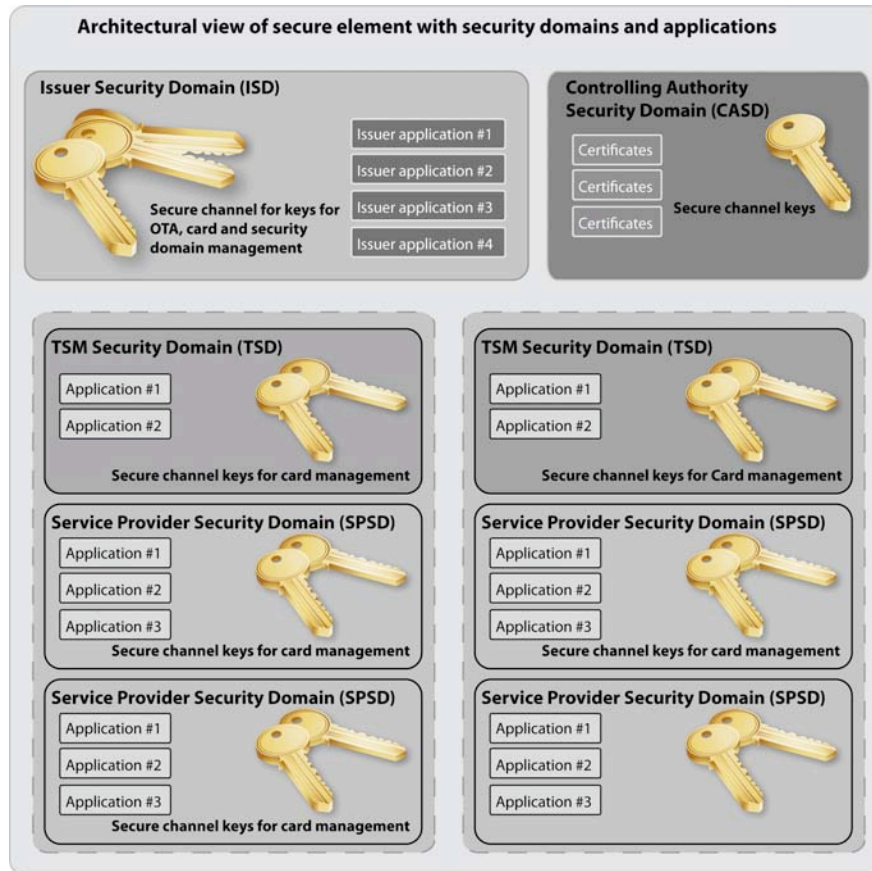 Architectural view of secure element with security domains and applications
Issuer Security Domain (ISD)
Issuer application #1
Issuer application #2
Issuer application #3
Issuer application #4
Secure channel for keys for
OTA, card and security
domain management
Controlling Authority
Security Domain (CASD)
Certificates
Certificates
Certificates
Secure channel keys
TSM Security Domain (TSD)
Application #1
Application #2
Secure channel keys for card management
Service Provider Security Domain (SPSD)
Application #1
Application #2
Application #3
Secure channel keys for card management
Service Provider Security Domain (SPSD)
Application #1
Application #2
Application #3
Secure channel keys for card management
TSM Security Domain (TSD)
Application #1
Application #2
Secure channel keys for Card management
Service Provider Security Domain (SPSD)
Application #1
Application #2
Application #3
Secure channel keys for card management
Service Provider Security Domain (SPSD)
Application #1
Application #2
Application #3